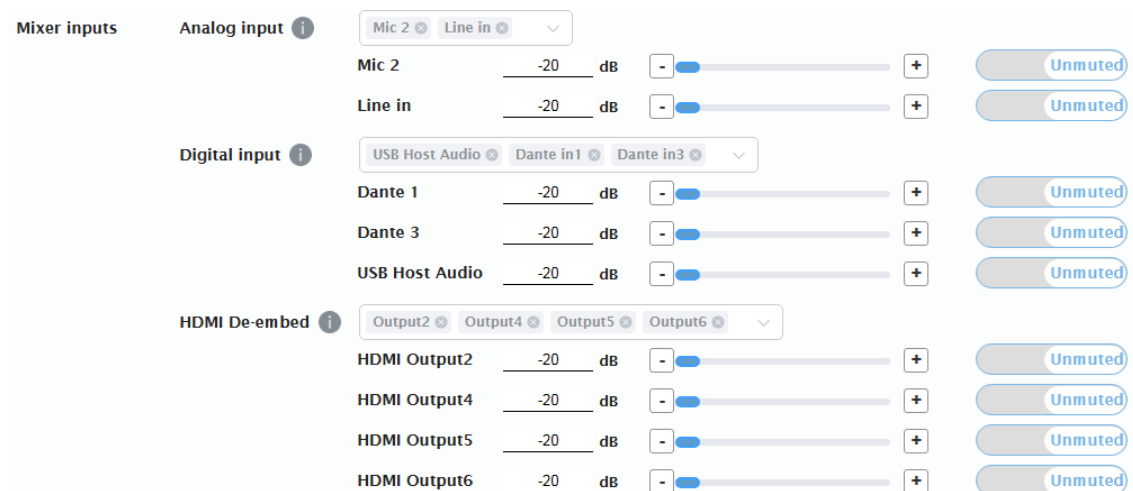 Mixer inputs Analog input i Mic 2 Line in
Mic 2 -20 dB - + Unmuted
Line in -20 dB - + Unmuted
Digital input i USB Host Audio Dante in1 Dante in3
Dante 1 -20 dB - + Unmuted
Dante 3 -20 dB - + Unmuted
USB Host Audio -20 dB - + Unmuted
HDMI De-embed i Output2 Output4 Output5 Output6
HDMI Output2 -20 dB - + Unmuted
HDMI Output4 -20 dB - + Unmuted
HDMI Output5 -20 dB - + Unmuted
HDMI Output6 -20 dB - + Unmuted